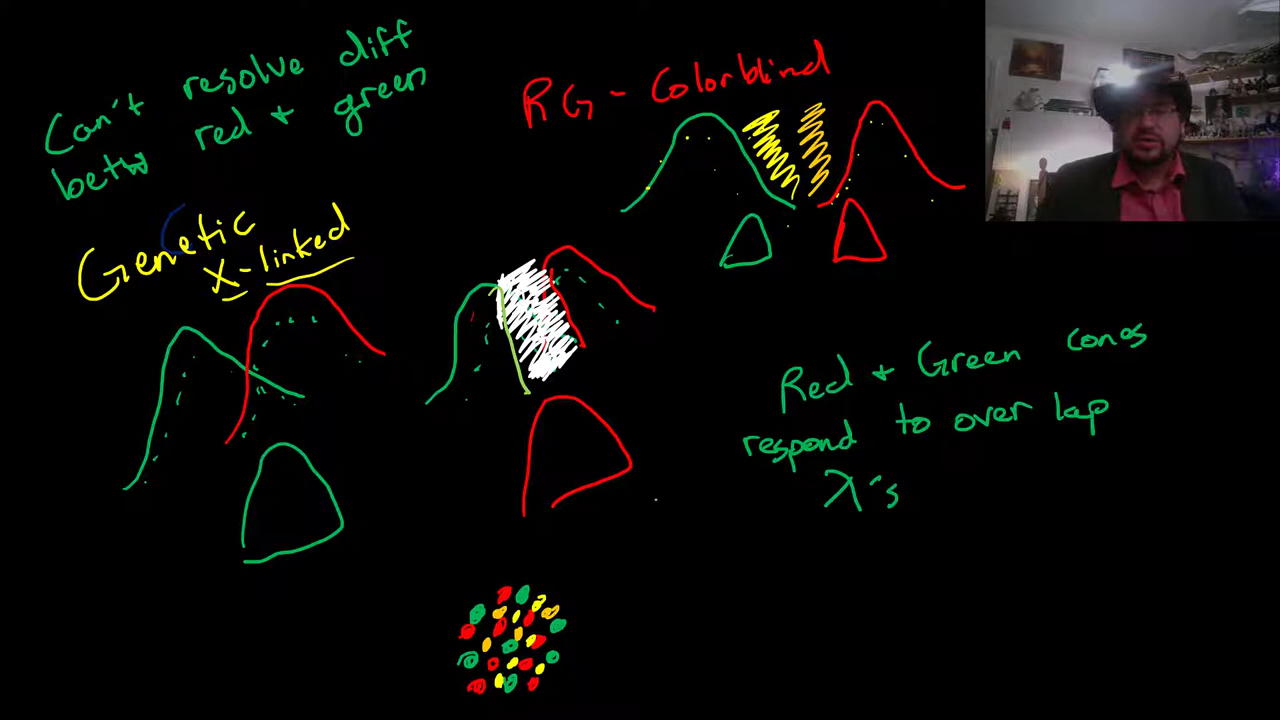 Can't resolve diff
betw red + green
RG - Colorblind
Genetic
X-linked
Red + Green cones
respond to over lap
λ's